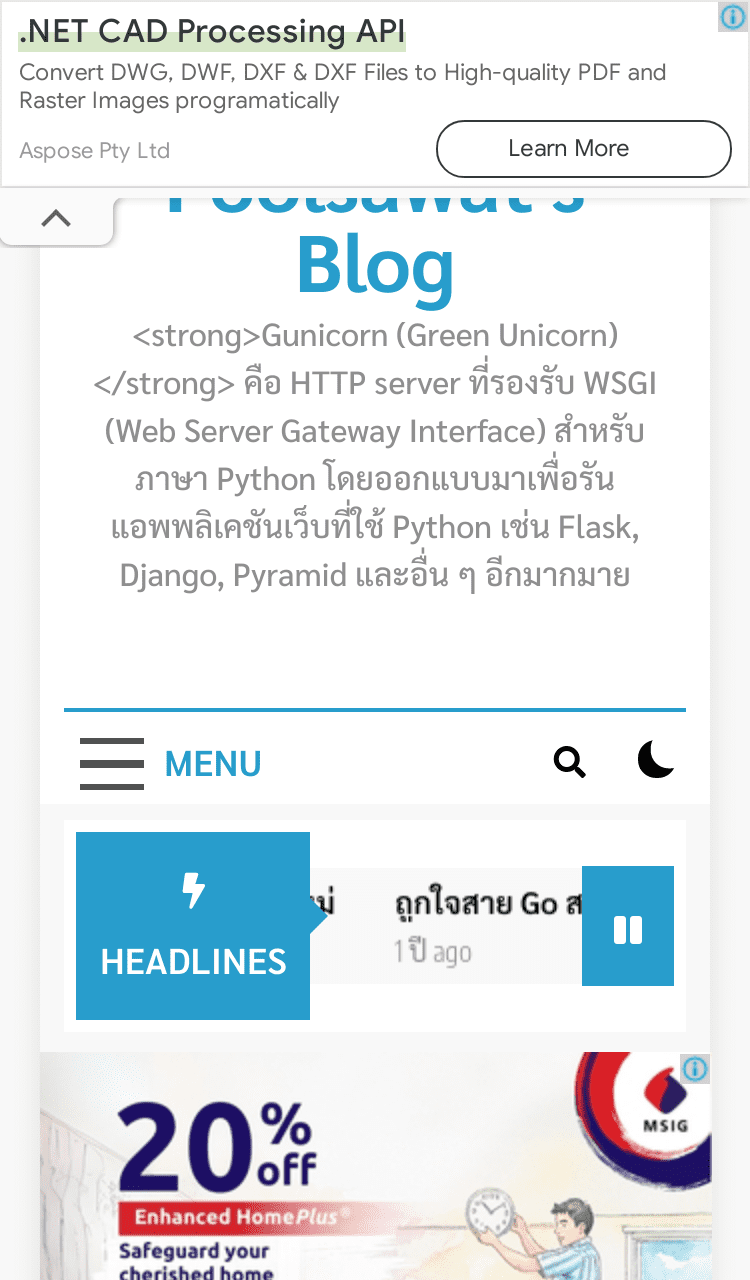 .NET CAD Processing API
Convert DWG, DWF, DXF & DXF Files to High-quality PDF and
Raster Images programatically
Aspose Pty Ltd
Learn More
Blog
<strong>Gunicorn (Green Unicorn)
</strong> คือ HTTP server ที่รองรับ WSGI
(Web Server Gateway Interface) สำหรับ
ภาษา Python โดยออกแบบมาเพื่อรัน
แอพพลิเคชันเว็บที่ใช้ Python เช่น Flask,
Django, Pyramid และอื่น ๆ อีกมากมาย
MENU
HEADLINES
ถูกใจสาย Go
1 ปี ago
MSIG
20%
off
Enhanced HomePlus®
Safeguard your
cherished home